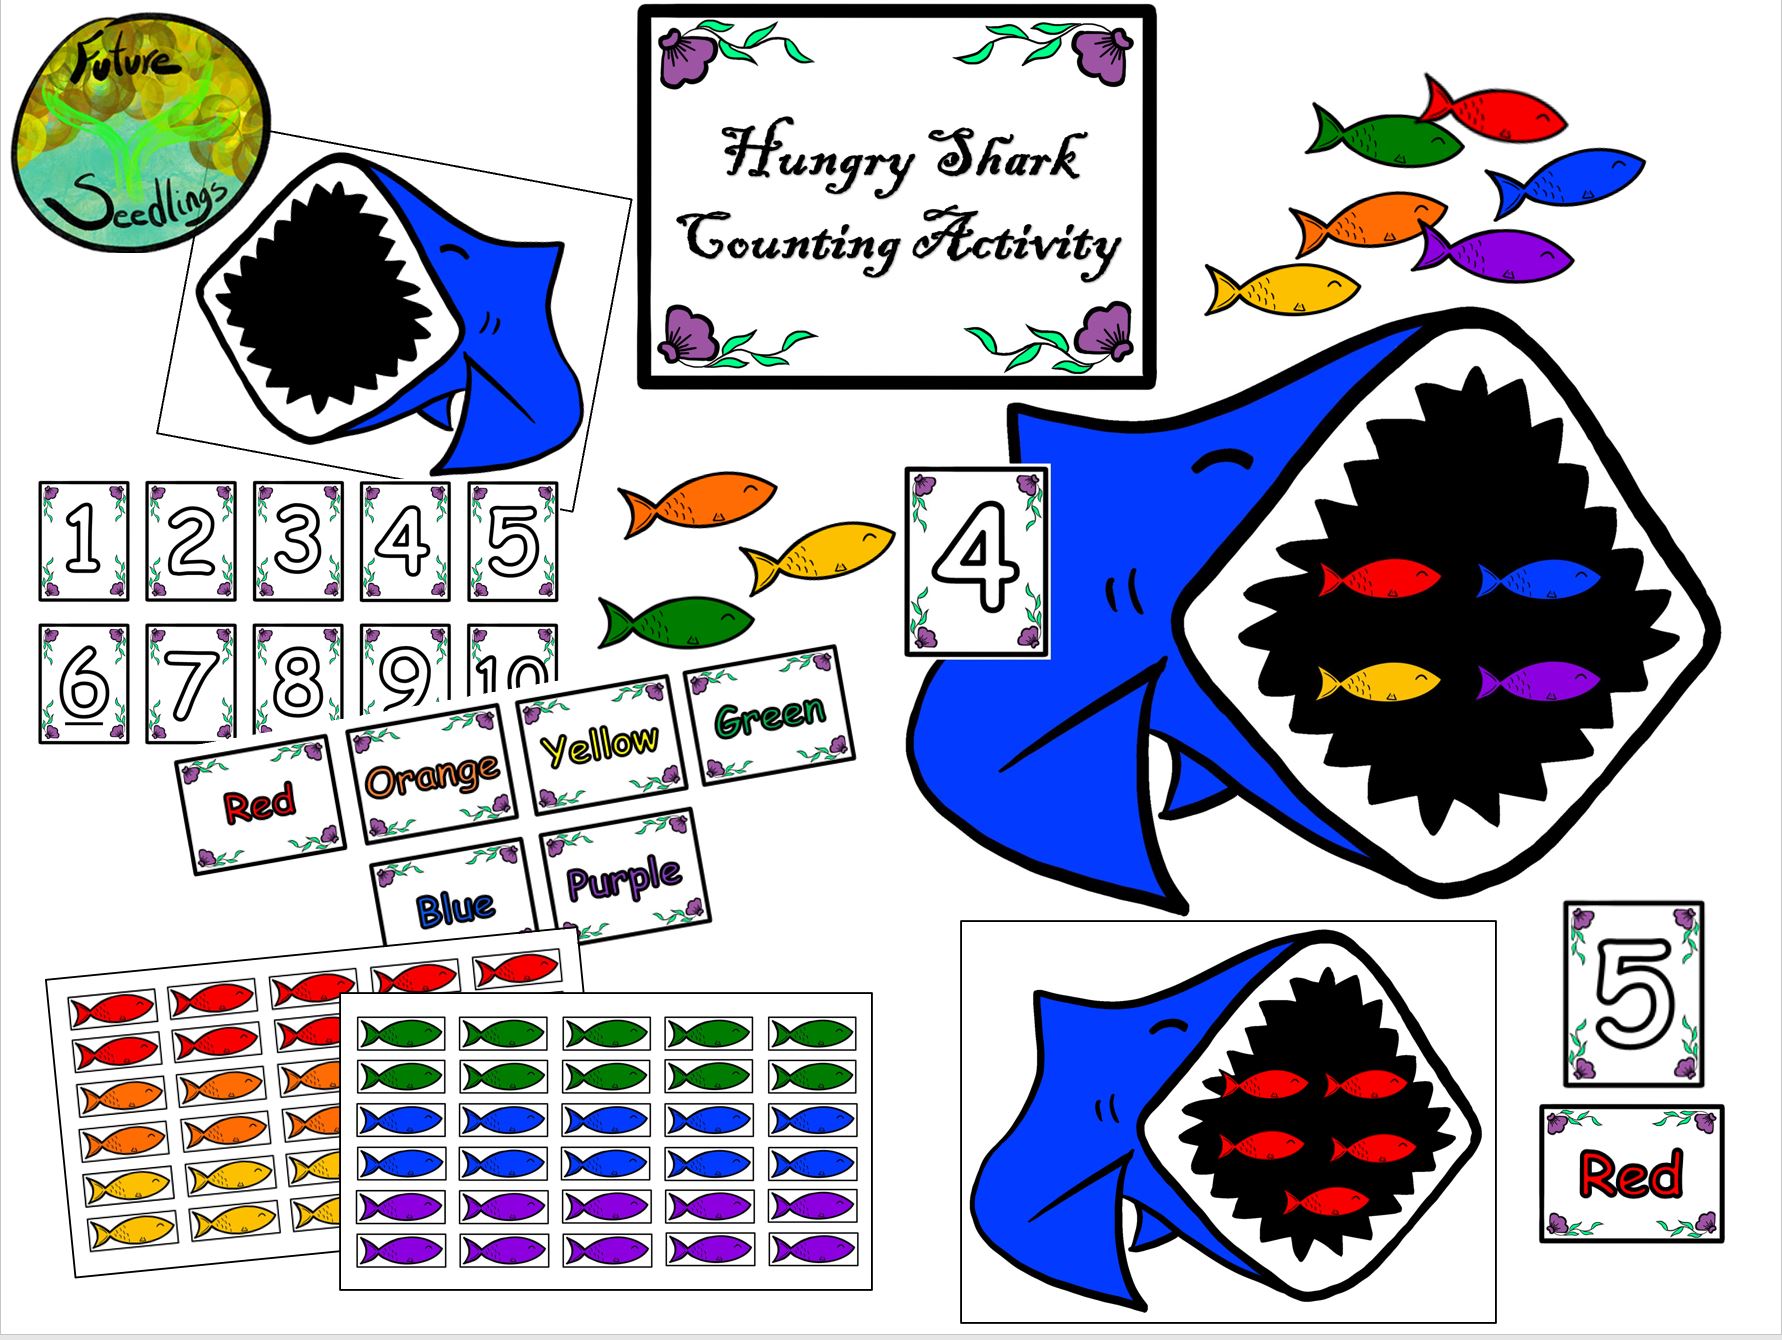 Future
Seedlings
Hungry Shark
Counting Activity
1 2 3 4 5
6 7 8 9 10
4
Red
Orange
Yellow
Green
Blue
Purple
5
Red